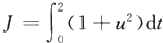 J = ∫₀² (1 + u²) dt